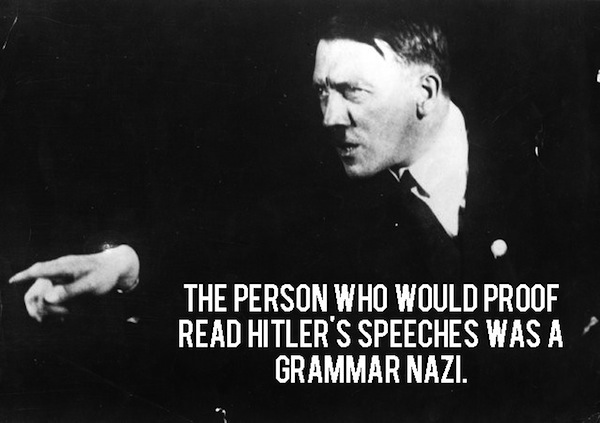 THE PERSON WHO WOULD PROOF
READ HITLER'S SPEECHES WAS A
GRAMMAR NAZI.